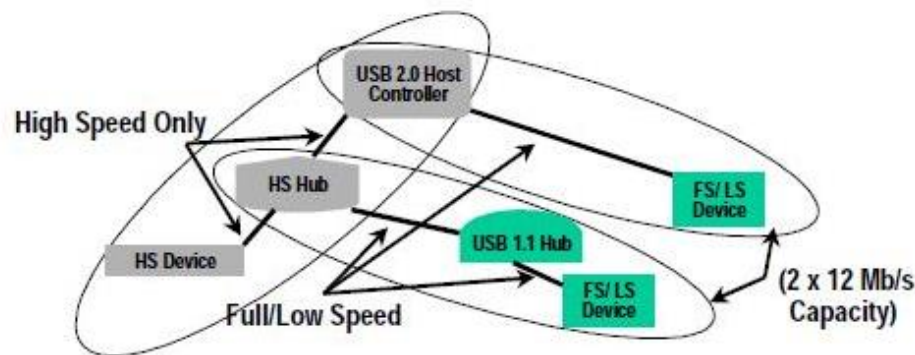 USB 2.0 Host
Controller
High Speed Only
HS Hub
FS/ LS
Device
USB 1.1 Hub
HS Device
(2 x 12 Mb/s
Capacity)
FS/ LS
Device
Full/Low Speed